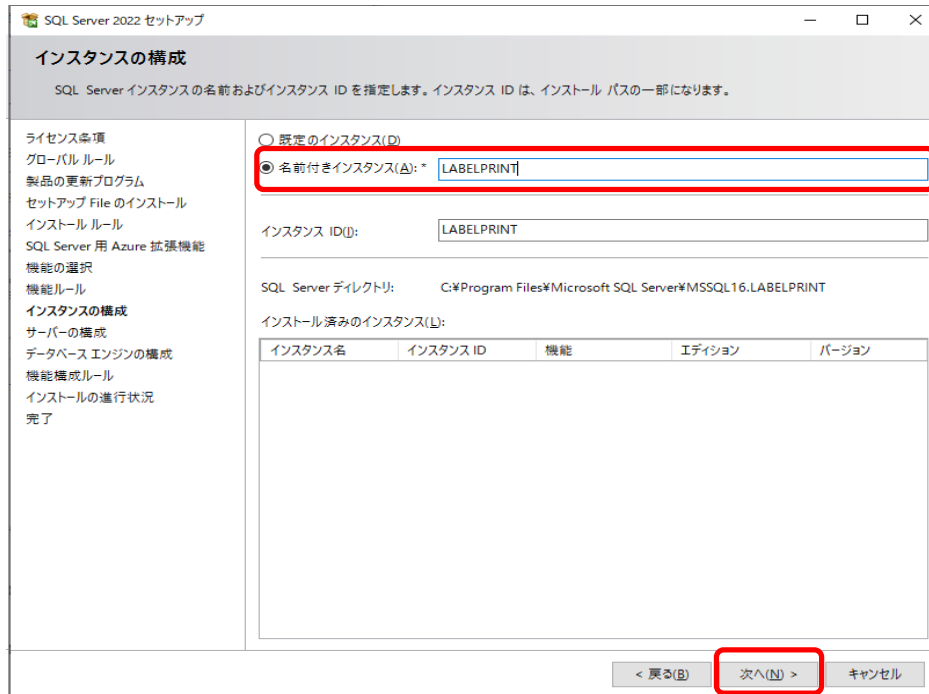 SQL Server 2022 セットアップ
インスタンスの構成
SQL Server インスタンスの名前およびインスタンス ID を指定します。インスタンス ID は、インストール パスの一部になります。
ライセンス条項
グローバル ルール
製品の更新プログラム
セットアップ File のインストール
インストール ルール
SQL Server 用 Azure 拡張機能
機能の選択
機能ルール
インスタンスの構成
サーバーの構成
データベース エンジンの構成
機能構成ルール
インストールの進行状況
完了
既定のインスタンス(D)
名前付きインスタンス(A): * LABELPRINT
インスタンス ID(I): LABELPRINT
SQL Server ディレクトリ: C:¥Program Files¥Microsoft SQL Server¥MSSQL16.LABELPRINT
インストール済みのインスタンス(L):
インスタンス名 インスタンス ID 機能 エディション バージョン
< 戻る(B) 次へ(N) > キャンセル